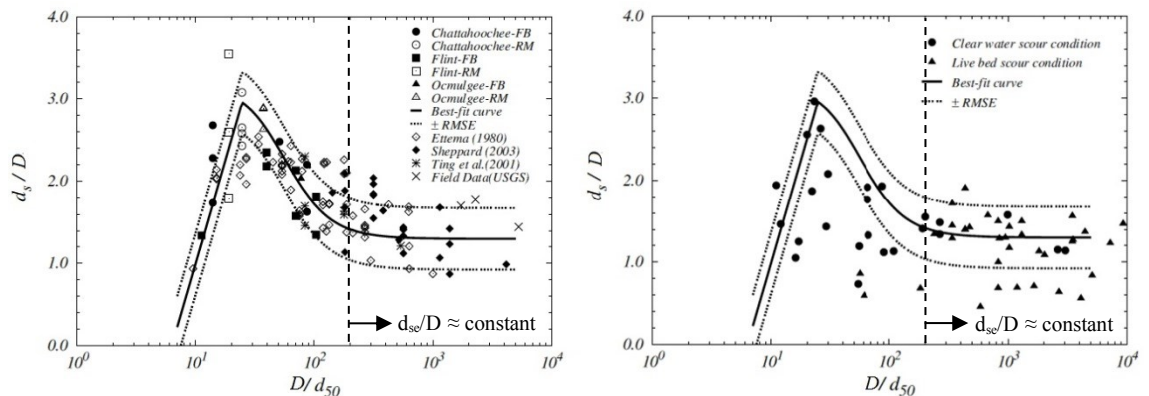 4.0
3.0
2.0
1.0
0.0
d_s / D
10^0
10^1
10^2
10^3
10^4
D/ d_50
Chattahoochee-FB
Chattahoochee-RM
Flint-FB
Flint-RM
Ocmulgee-FB
Ocmulgee-RM
Best-fit curve
± RMSE
Ettema (1980)
Sheppard (2003)
Ting et al.(2001)
Field Data(USGS)
d_se/D ≈ constant
4.0
3.0
2.0
1.0
0.0
d_s / D
10^0
10^1
10^2
10^3
10^4
D/ d_50
Clear water scour condition
Live bed scour condition
Best-fit curve
± RMSE
d_se/D ≈ constant